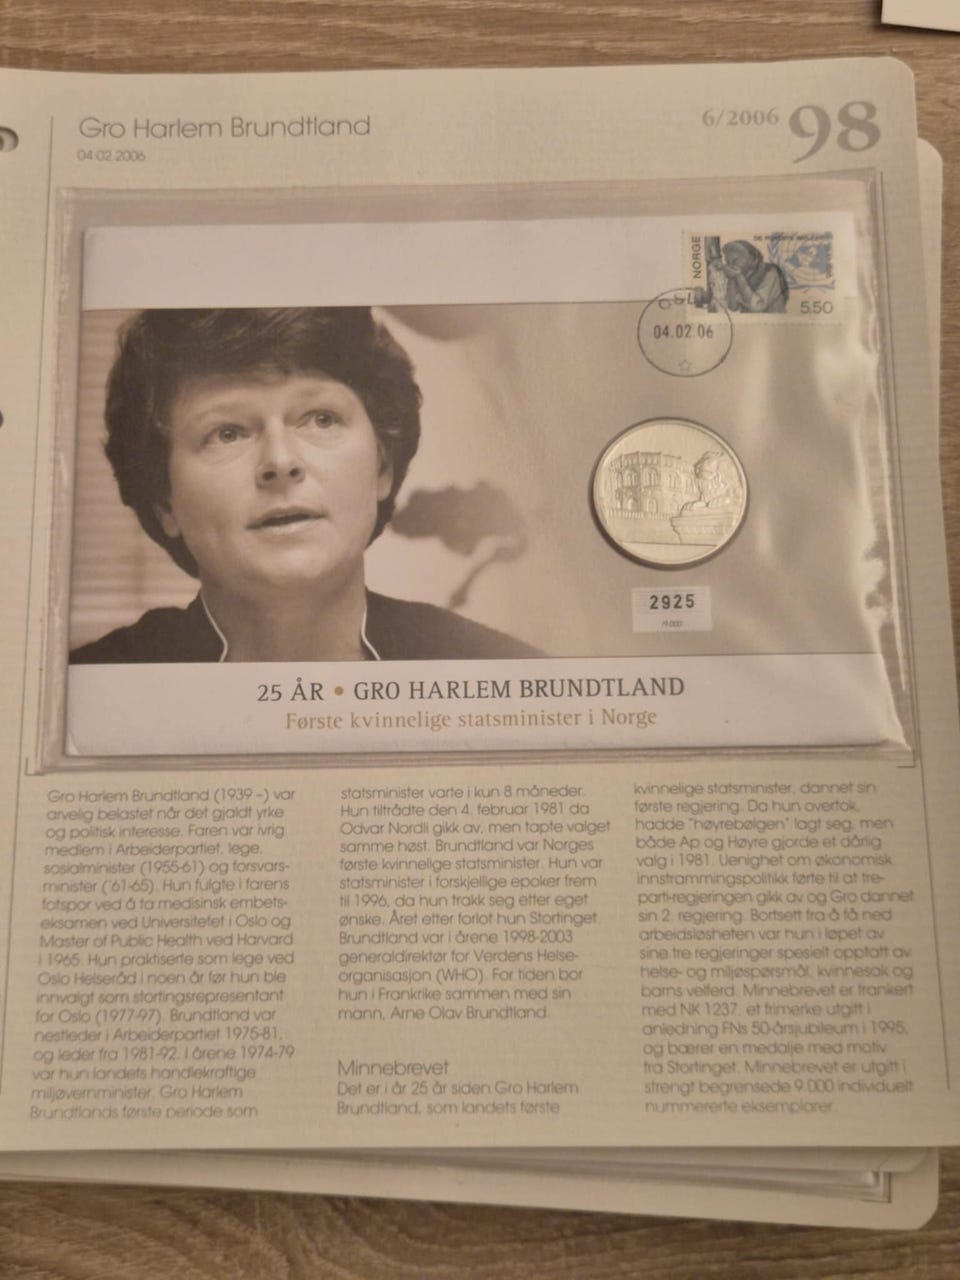 Gro Harlem Brundtland
04.02.2006
6/2006 98
NORGE
5.50
OSL
04.02.06
2925
/9.000
25 ÅR • GRO HARLEM BRUNDTLAND
Første kvinnelige statsminister i Norge
Gro Harlem Brundtland (1939 –) var
arvelig belastet når det gjaldt yrke
og politisk interesse. Faren var ivrig
medlem i Arbeiderpartiet, lege,
sosialminister (1955-61) og forsvars-
minister ('61-65). Hun fulgte i farens
fotspor ved å ta medisinsk embets-
eksamen ved Universitetet i Oslo og
Master of Public Health ved Harvard
i 1965. Hun praktiserte som lege ved
Oslo Helseråd i noen år før hun ble
innvalgt som stortingsrepresentant
for Oslo (1977-97). Brundtland var
nestleder i Arbeiderpartiet 1975-81,
og leder fra 1981-92. I årene 1974-79
var hun landets handlekraftige
miljøvernminister. Gro Harlem
Brundtlands første periode som
statsminister varte i kun 8 måneder.
Hun tiltrådte den 4. februar 1981 da
Odvar Nordli gikk av, men tapte valget
samme høst. Brundtland var Norges
første kvinnelige statsminister. Hun var
statsminister i forskjellige epoker frem
til 1996, da hun trakk seg etter eget
ønske. Året etter forlot hun Stortinget.
Brundtland var i årene 1998-2003
generaldirektør for Verdens Helse-
organisasjon (WHO). For tiden bor
hun i Frankrike sammen med sin
mann, Arne Olav Brundtland.
Minnebrevet
Det er i år 25 år siden Gro Harlem
Brundtland, som landets første
kvinnelige statsminister, dannet sin
første regjering. Da hun overtok,
hadde "høyrebølgen" lagt seg, men
både Ap og Høyre gjorde et dårlig
valg i 1981. Uenighet om økonomisk
innstrammingspolitikk førte til at tre-
parti-regjeringen gikk av og Gro dannet
sin 2. regjering. Bortsett fra å få ned
arbeidsløsheten var hun i løpet av
sine tre regjeringer spesielt opptatt av
helse- og miljøspørsmål, kvinnesak og
barns velferd. Minnebrevet er frankert
med NK 1237, et frimerke utgitt i
anledning FNs 50-årsjubileum i 1995,
og bærer en medalje med motiv
fra Stortinget. Minnebrevet er utgitt i
strengt begrensede 9 000 individuelt
nummererte eksemplarer.